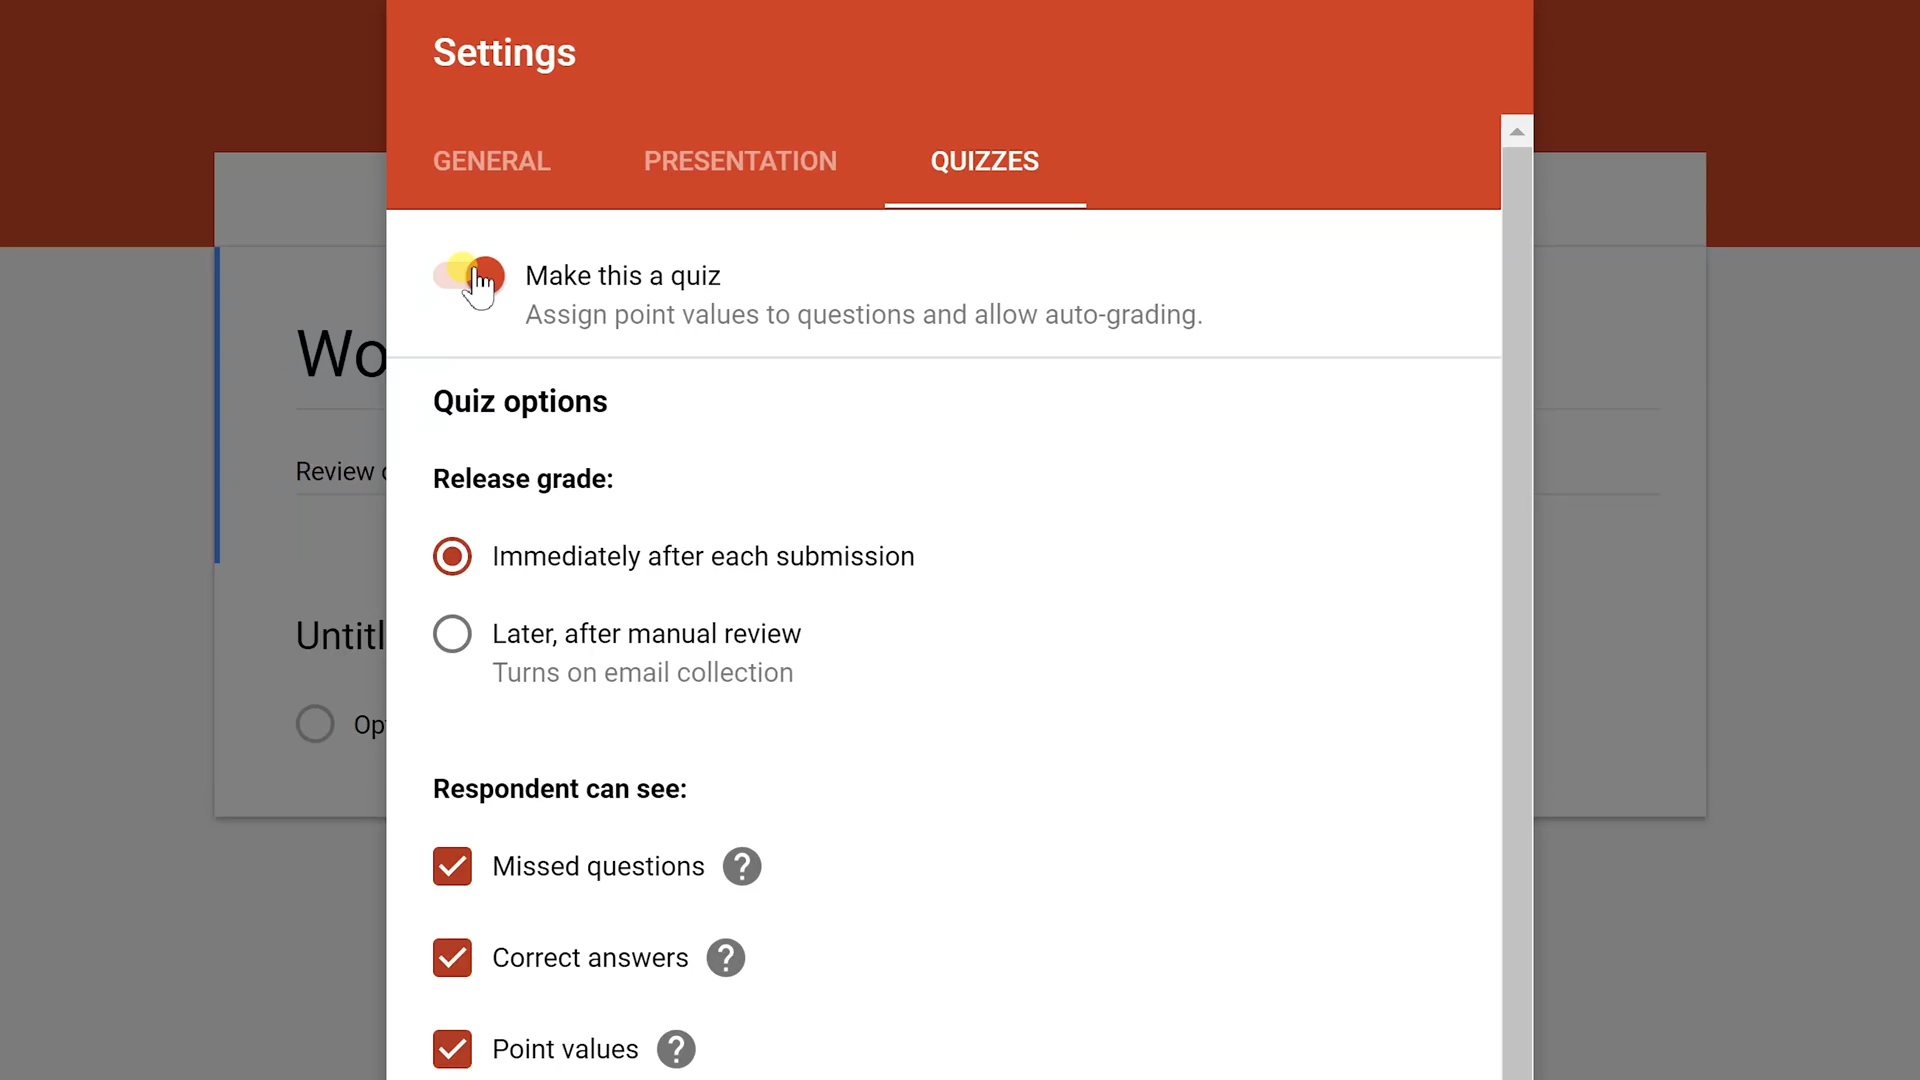 Settings
GENERAL PRESENTATION QUIZZES
Make this a quiz
Assign point values to questions and allow auto-grading.
Wo
Quiz options
Review
Release grade:
Immediately after each submission
Untitl
Later, after manual review
Turns on email collection
Op
Respondent can see:
Missed questions ?
Correct answers ?
Point values ?